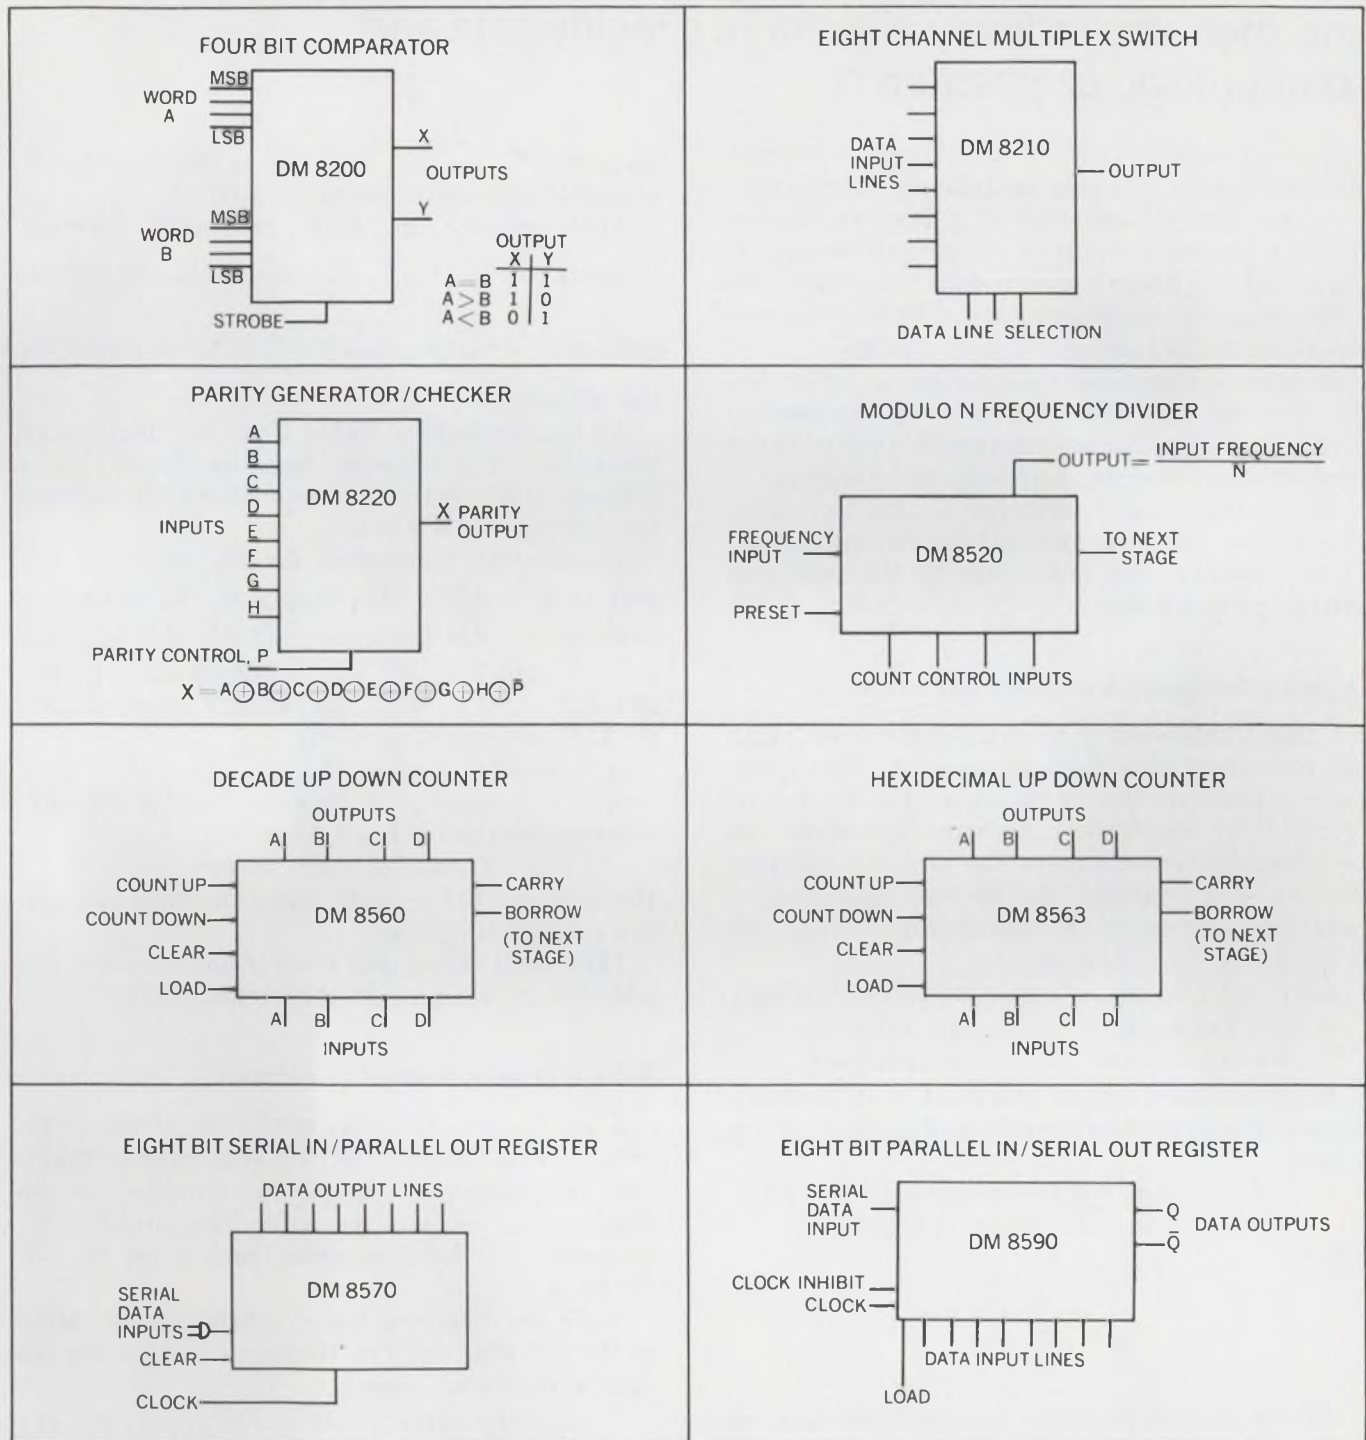 FOUR BIT COMPARATOR
MSB
WORD
A
LSB
DM 8200
X
OUTPUTS
Y
MSB
WORD
B
LSB
STROBE
OUTPUT
X Y
A=B 1 1
A>B 1 0
A<B 0 1
EIGHT CHANNEL MULTIPLEX SWITCH
DM 8210
DATA
INPUT
LINES
OUTPUT
DATA LINE SELECTION
PARITY GENERATOR/CHECKER
A
B
C
D
E
F
G
H
INPUTS
DM 8220
X PARITY
OUTPUT
PARITY CONTROL, P
X=A⊕B⊕C⊕D⊕E⊕F⊕G⊕H⊕P̅
MODULO N FREQUENCY DIVIDER
OUTPUT= INPUT FREQUENCY
N
FREQUENCY
INPUT
DM 8520
TO NEXT
STAGE
PRESET
COUNT CONTROL INPUTS
DECADE UP DOWN COUNTER
OUTPUTS
A B C D
COUNT UP
COUNT DOWN
CLEAR
LOAD
DM 8560
CARRY
BORROW
(TO NEXT
STAGE)
A B C D
INPUTS
HEXIDECIMAL UP DOWN COUNTER
OUTPUTS
A B C D
COUNT UP
COUNT DOWN
CLEAR
LOAD
DM 8563
CARRY
BORROW
(TO NEXT
STAGE)
A B C D
INPUTS
EIGHT BIT SERIAL IN/PARALLEL OUT REGISTER
DATA OUTPUT LINES
DM 8570
SERIAL
DATA
INPUTS
CLEAR
CLOCK
EIGHT BIT PARALLEL IN/SERIAL OUT REGISTER
SERIAL
DATA
INPUT
DM 8590
Q
Q̅
DATA OUTPUTS
CLOCK INHIBIT
CLOCK
DATA INPUT LINES
LOAD